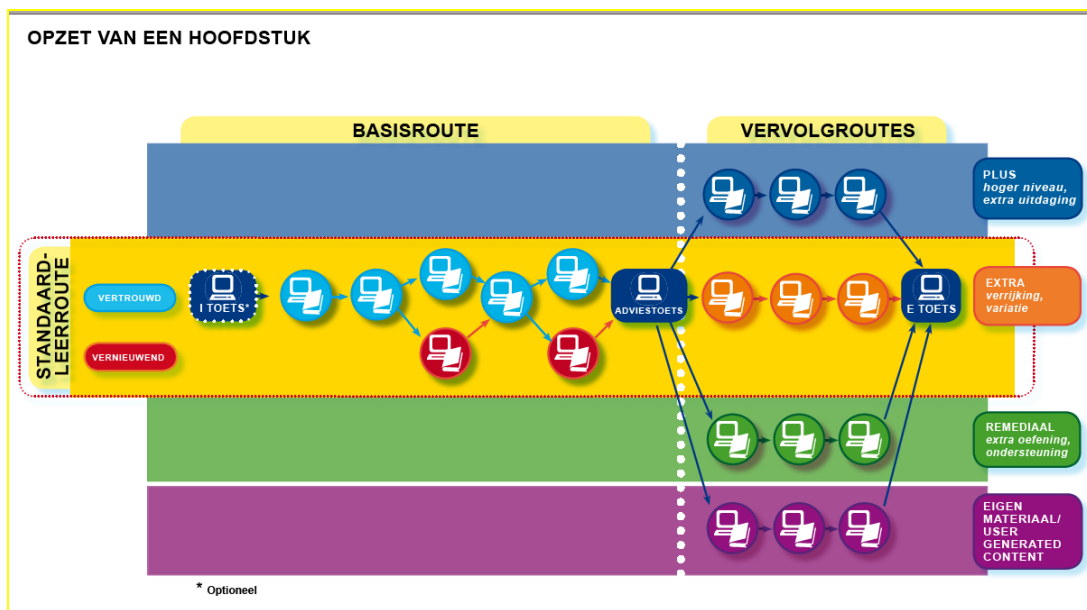 OPZET VAN EEN HOOFDSTUK
BASISROUTE
VERVOLGROUTES
PLUS
hoger niveau,
extra uitdaging
STANDAARD-
LEERROUTE
VERTROUWD
VERNIEUWEND
I TOETS*
ADVIESTOETS
E TOETS
EXTRA
verrijking,
variatie
REMEDIAAL
extra oefening,
ondersteuning
EIGEN
MATERIAAL/
USER
GENERATED
CONTENT
* Optioneel